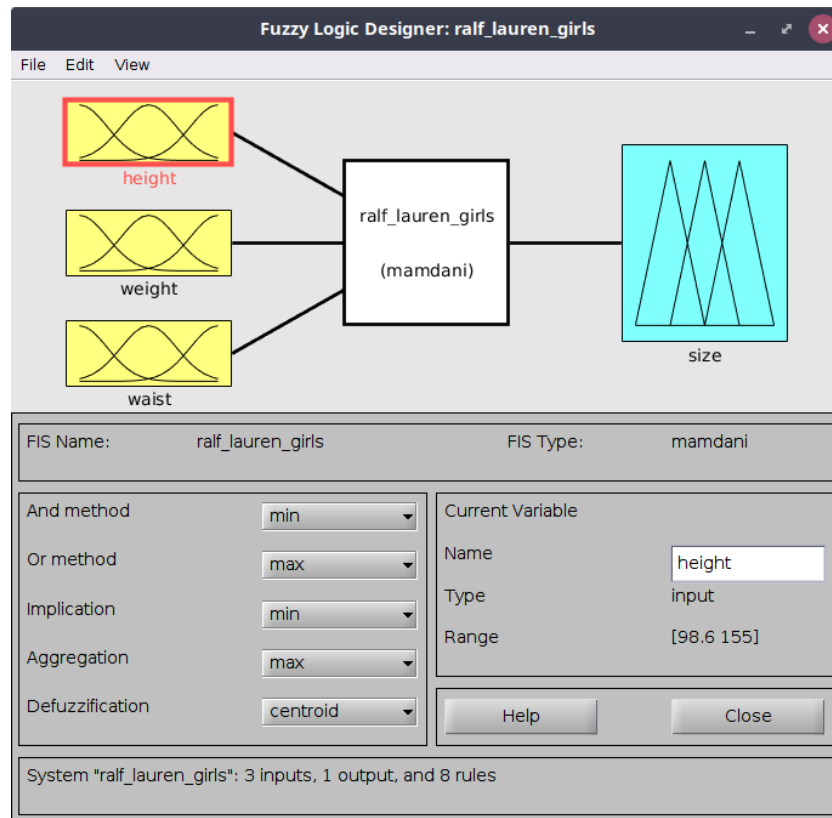 Fuzzy Logic Designer: ralf_lauren_girls
File Edit View
height
weight
waist
ralf_lauren_girls
(mamdani)
size
FIS Name: ralf_lauren_girls FIS Type: mamdani
And method min
Or method max
Implication min
Aggregation max
Defuzzification centroid
Current Variable
Name height
Type input
Range [98.6 155]
Help Close
System "ralf_lauren_girls": 3 inputs, 1 output, and 8 rules